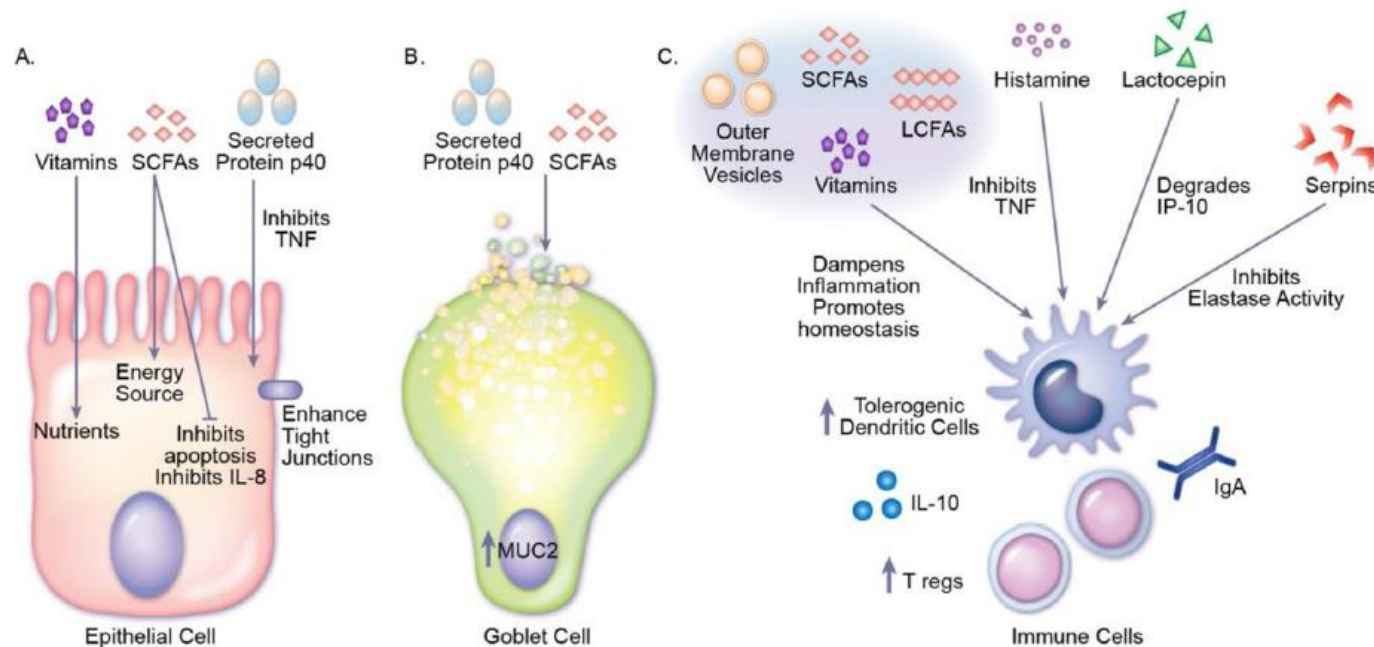 A.
Vitamins
SCFAs
Secreted
Protein p40
Inhibits
TNF
Energy
Source
Nutrients
Inhibits
apoptosis
Inhibits IL-8
Enhance
Tight
Junctions
Epithelial Cell
B.
Secreted
Protein p40
SCFAs
MUC2
Goblet Cell
C.
Outer
Membrane
Vesicles
SCFAs
LCFAs
Vitamins
Histamine
Lactocepin
Serpins
Dampens
Inflammation
Promotes
homeostasis
Inhibits
TNF
Degrades
IP-10
Inhibits
Elastase Activity
Tolerogenic
Dendritic Cells
IL-10
T regs
IgA
Immune Cells